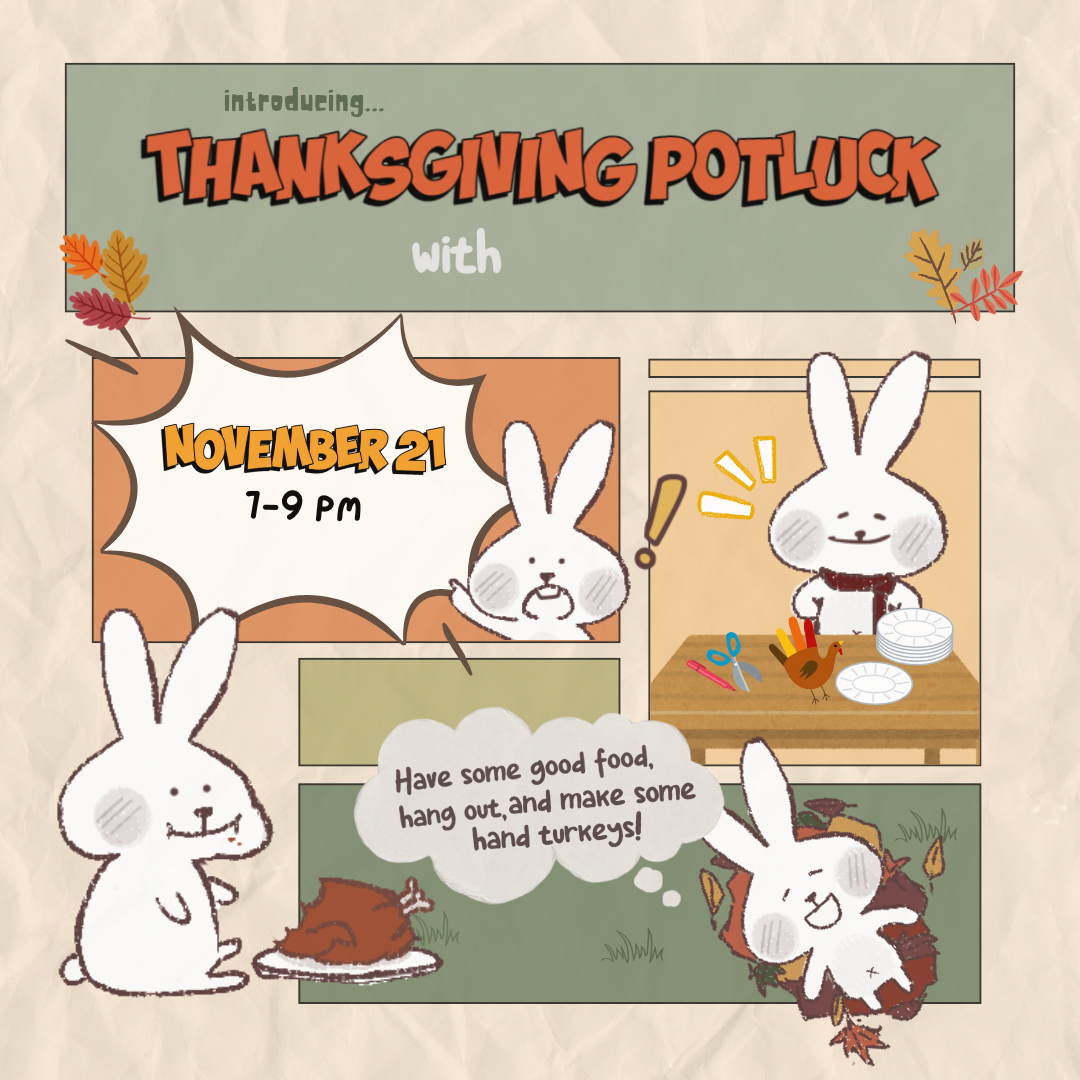 introducing...
THANKSGIVING POTLUCK
with
NOVEMBER 21
7-9 PM
Have some good food,
hang out, and make some
hand turkeys!